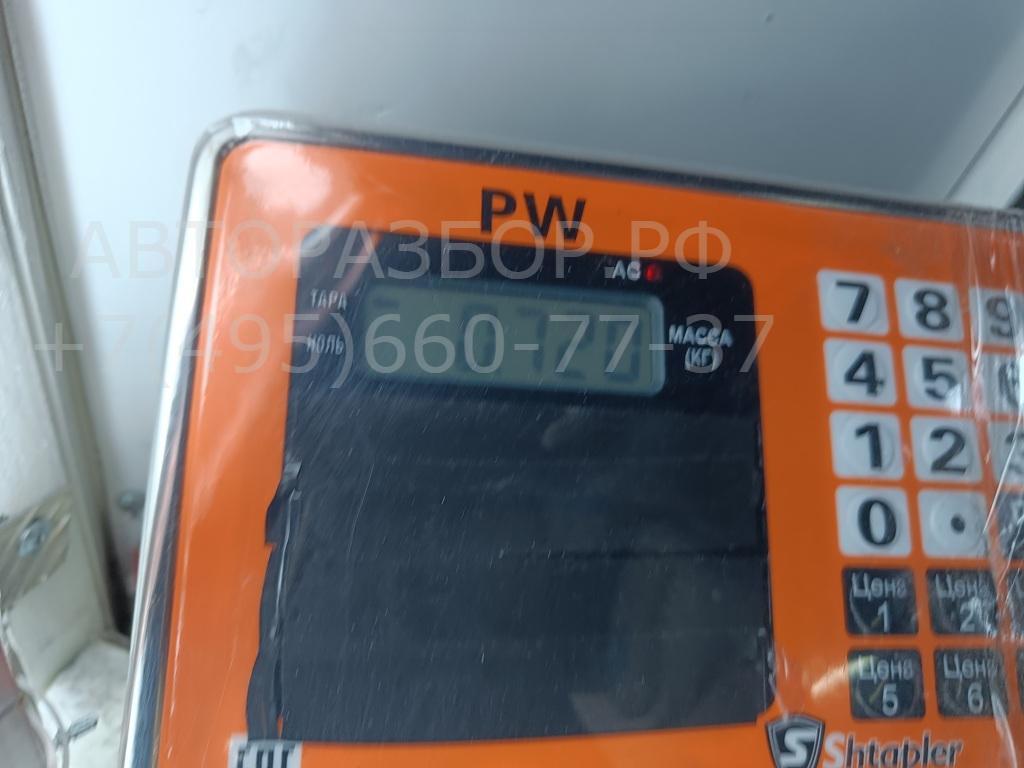 PW
АВТОРАЗБОР.РФ
AC
ТАРА
+7(495)660-77-37
НОЛЬ
МАССА
(КГ)
7 8 9
4 5
1 2
0 .
Цена 1
Цена 2
Цена 5
Цена 6
Shtapler